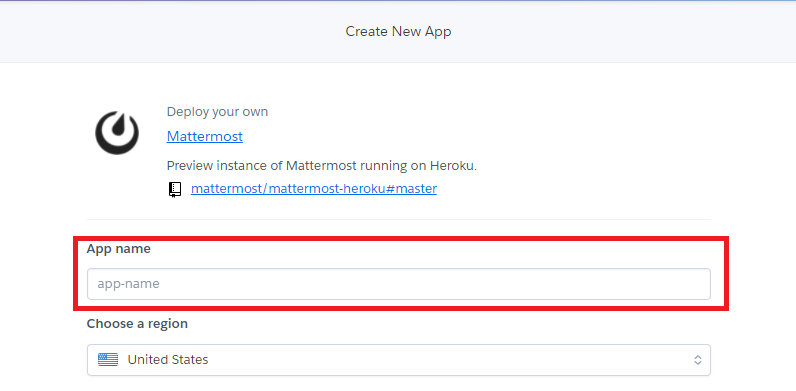 Create New App
Deploy your own
Mattermost
Preview instance of Mattermost running on Heroku.
mattermost/mattermost-heroku#master
App name
app-name
Choose a region
United States